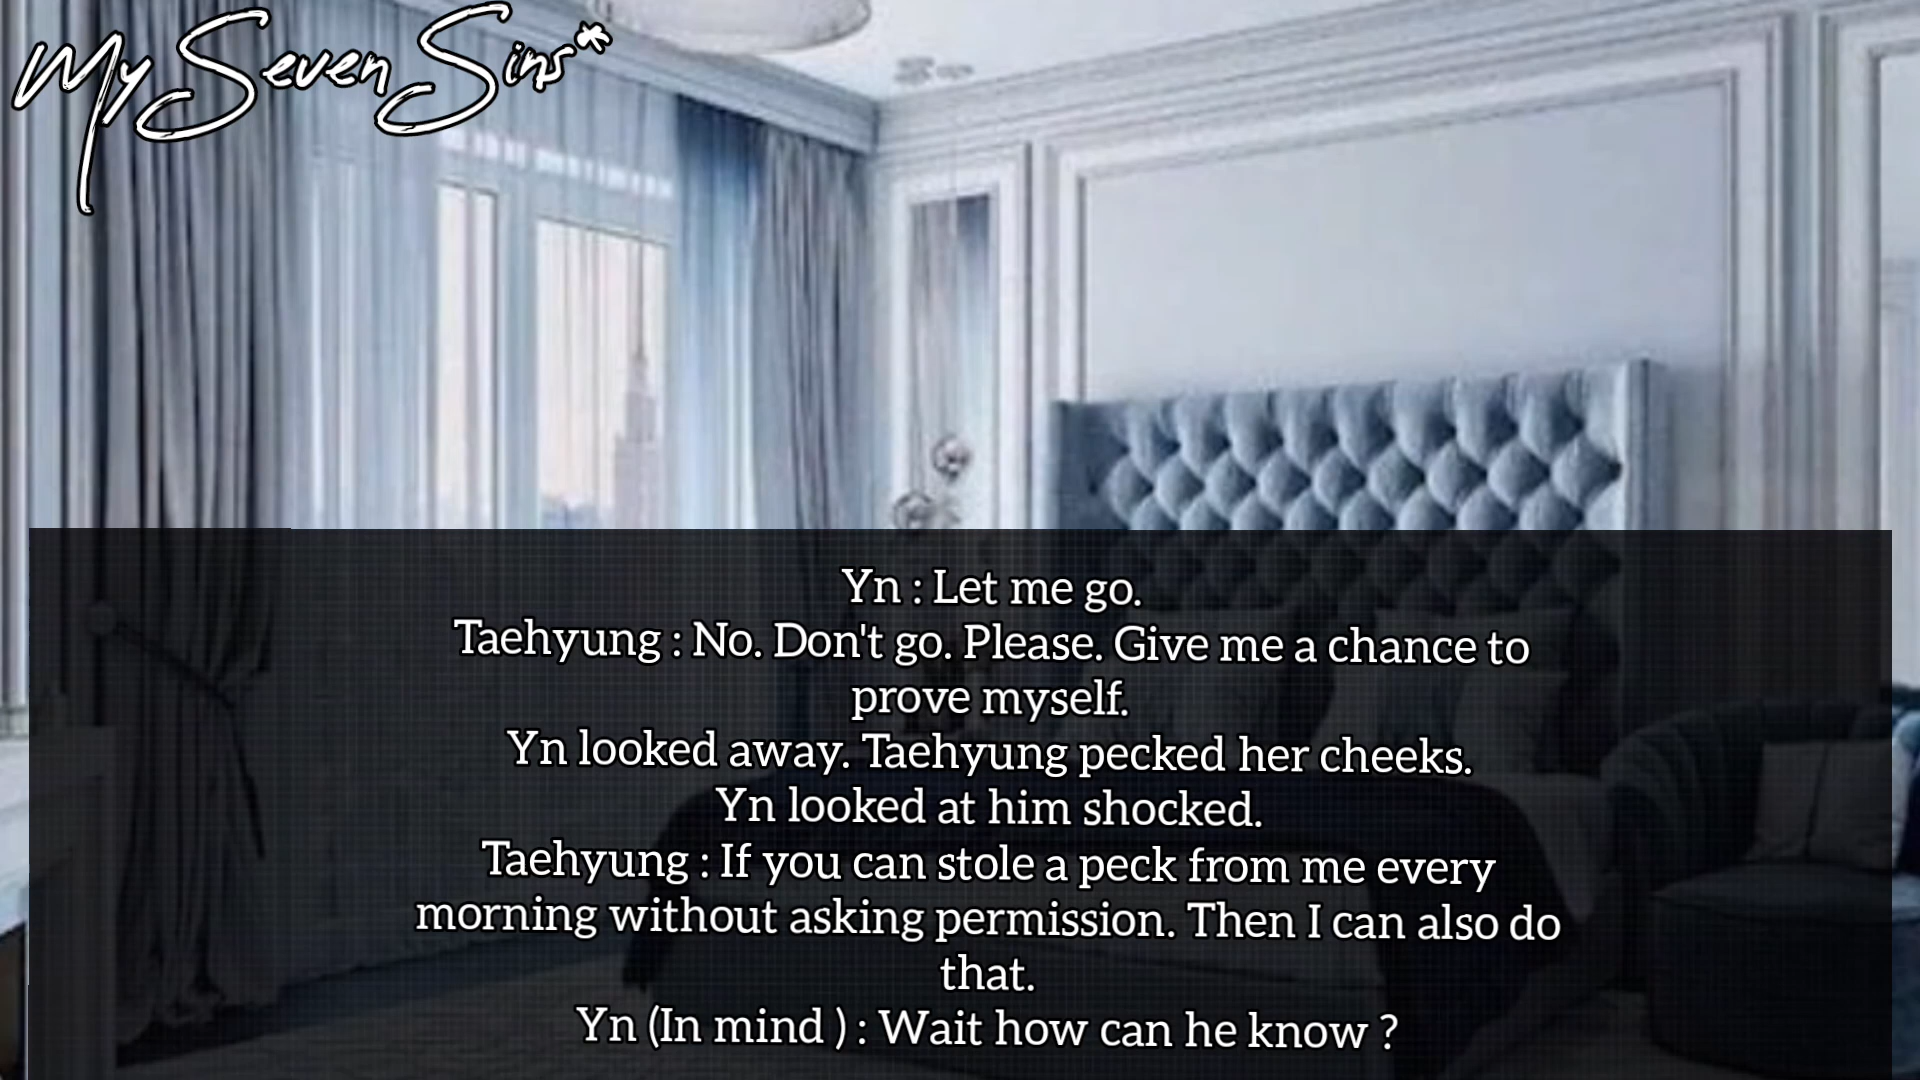 My Seven Sins*
Yn : Let me go.
Taehyung : No. Don't go. Please. Give me a chance to
prove myself.
Yn looked away. Taehyung pecked her cheeks.
Yn looked at him shocked.
Taehyung : If you can stole a peck from me every
morning without asking permission. Then I can also do
that.
Yn (In mind ) : Wait how can he know ?